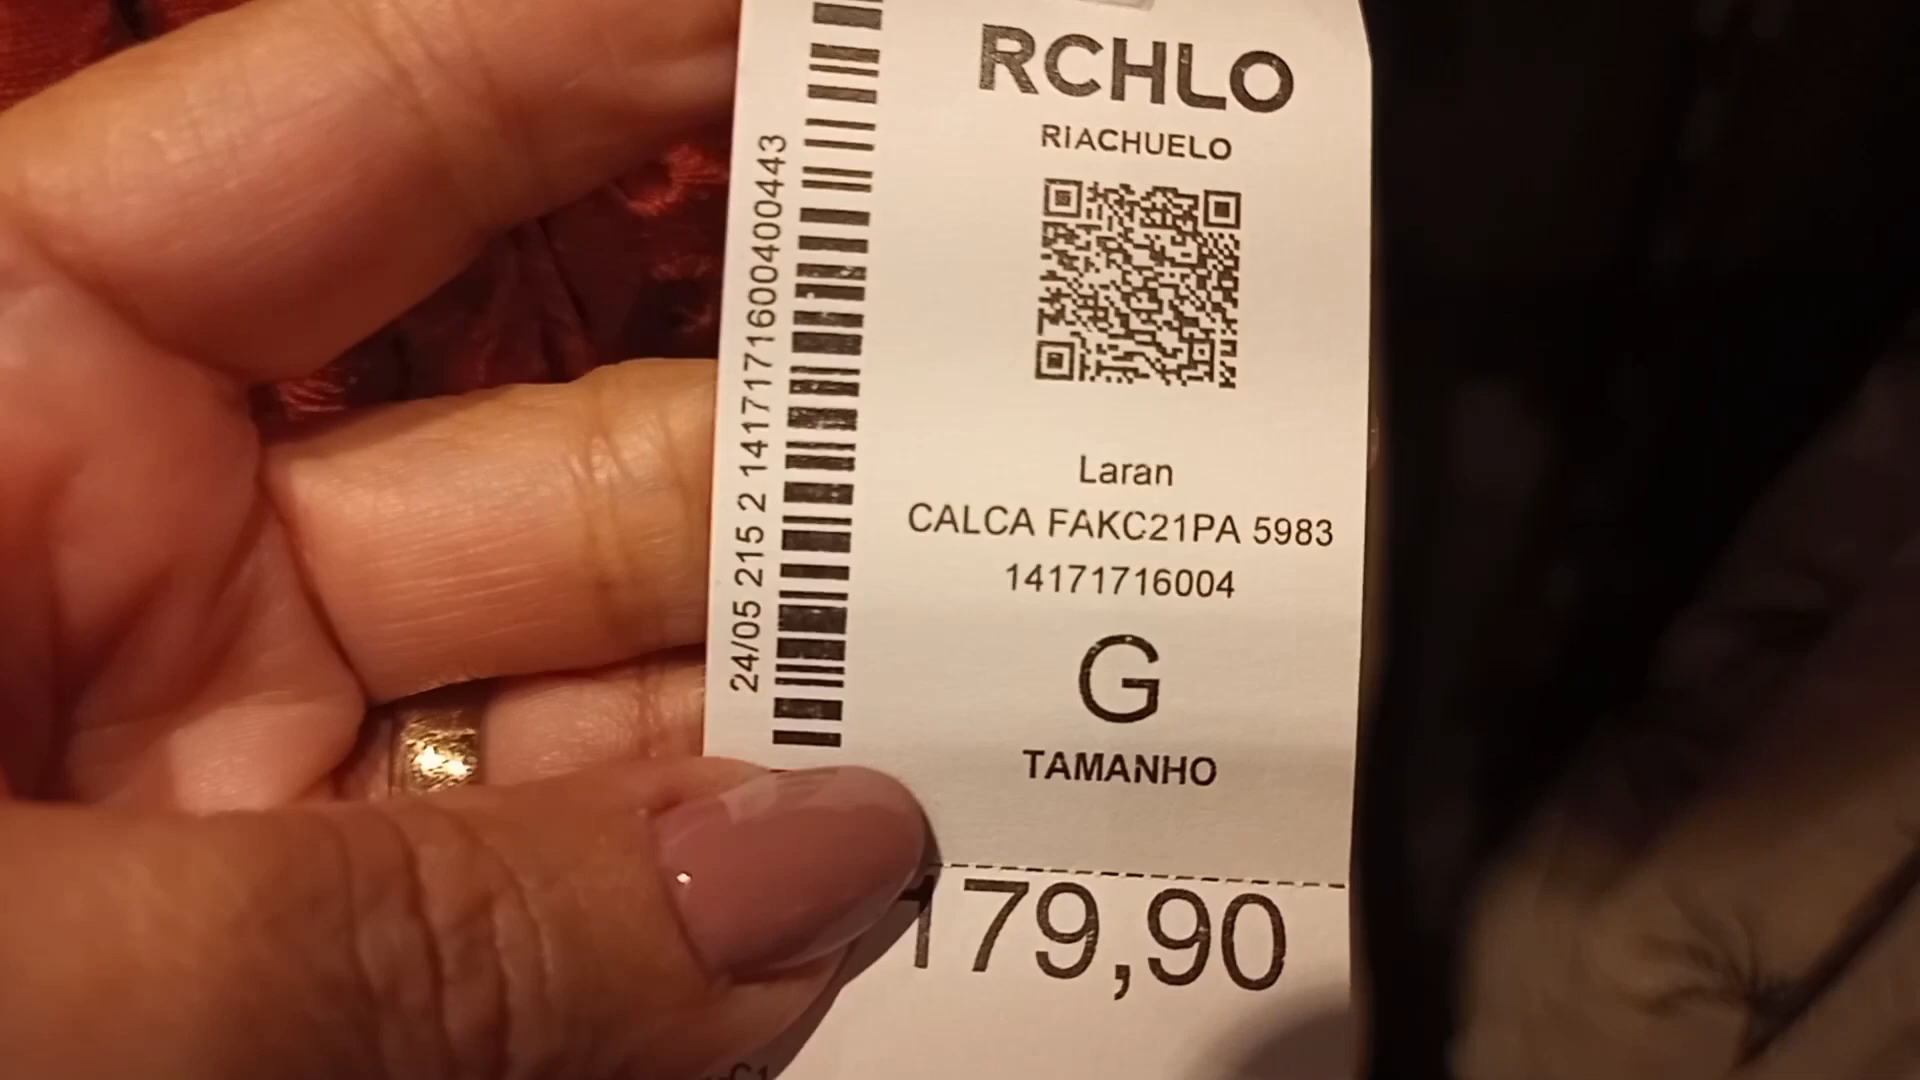 RCHLO
RIACHUELO
24/05 215 2 14171716004000443
Laran
CALCA FAKC21PA 5983
14171716004
G
TAMANHO
179,90